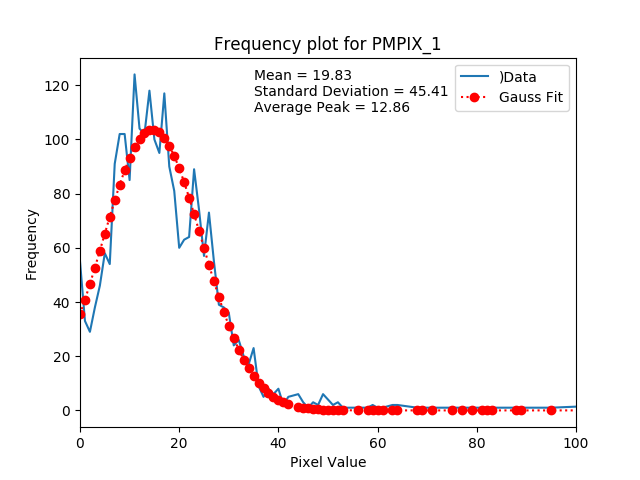 Frequency plot for PMPIX_1
Mean = 19.83
Standard Deviation = 45.41
Average Peak = 12.86
)Data
Gauss Fit
Frequency
120
100
80
60
40
20
0
0 20 40 60 80 100
Pixel Value